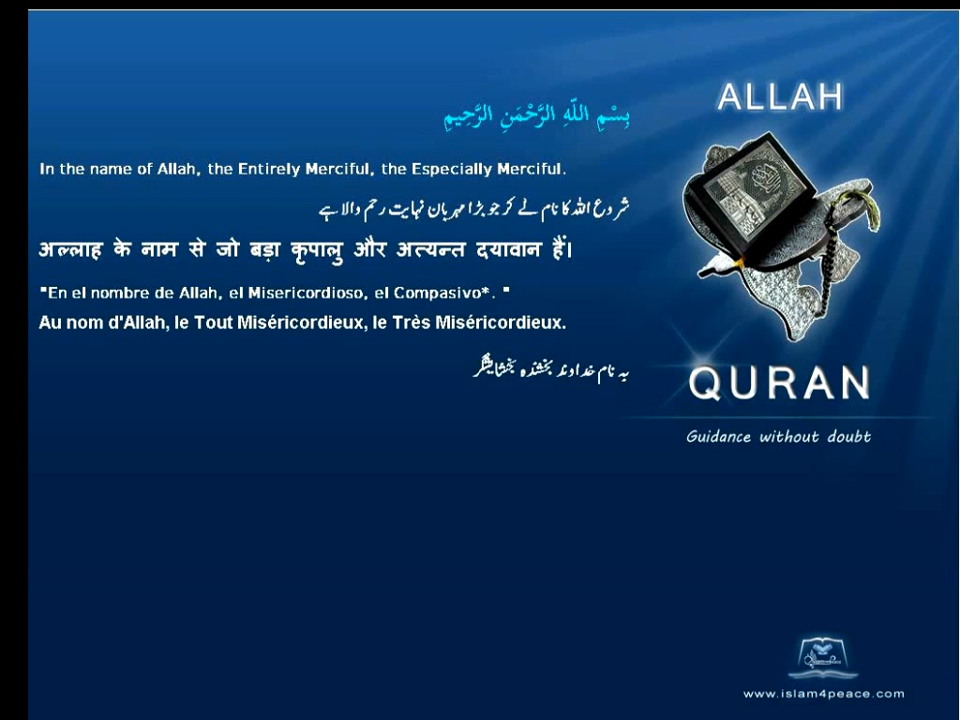 بِسْمِ اللّهِ الرَّحْمَنِ الرَّحِيمِ
In the name of Allah, the Entirely Merciful, the Especially Merciful.
شروع الله کا نام لے کر جو بڑا مہربان نہایت رحم والا ہے
अल्लाह के नाम से जो बड़ा कृपालु और अत्यन्त दयावान हैं।
"En el nombre de Allah, el Misericordioso, el Compasivo*. "
Au nom d'Allah, le Tout Miséricordieux, le Très Miséricordieux.
به نام خداوند بخشنده بخشایشگر
ALLAH
QURAN
Guidance without doubt
www.islam4peace.com